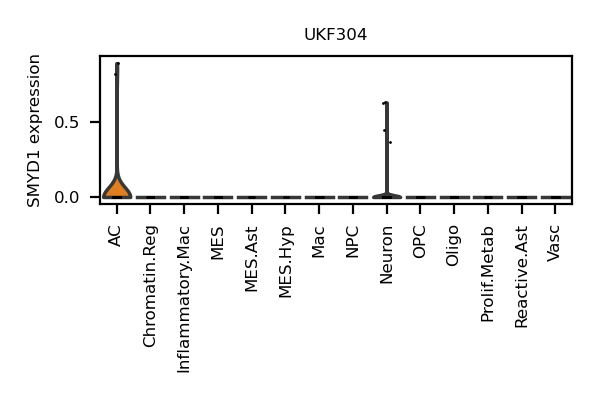 UKF304
SMYD1 expression
0.5
0.0
AC
Chromatin.Reg
Inflammatory.Mac
MES
MES.Ast
MES.Hyp
Mac
NPC
Neuron
OPC
Oligo
Prolif.Metab
Reactive.Ast
Vasc